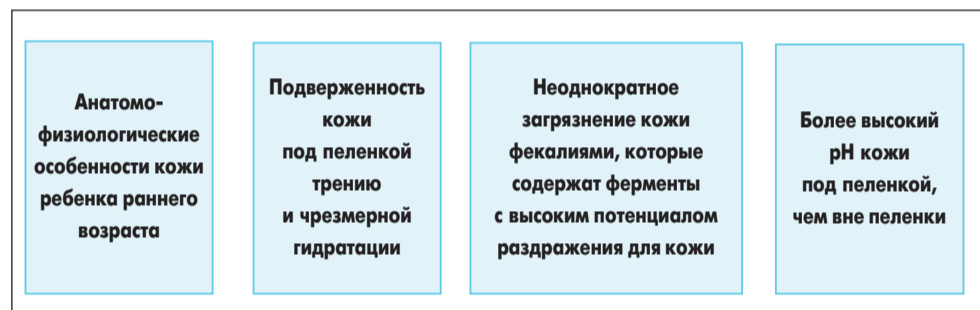 Анатомо-
физиологические
особенности кожи
ребенка раннего
возраста
Подверженность
кожи
под пеленкой
трению
и чрезмерной
гидратации
Неоднократное
загрязнение кожи
фекалиями, которые
содержат ферменты
с высоким потенциалом
раздражения для кожи
Более высокий
pH кожи
под пеленкой,
чем вне пеленки